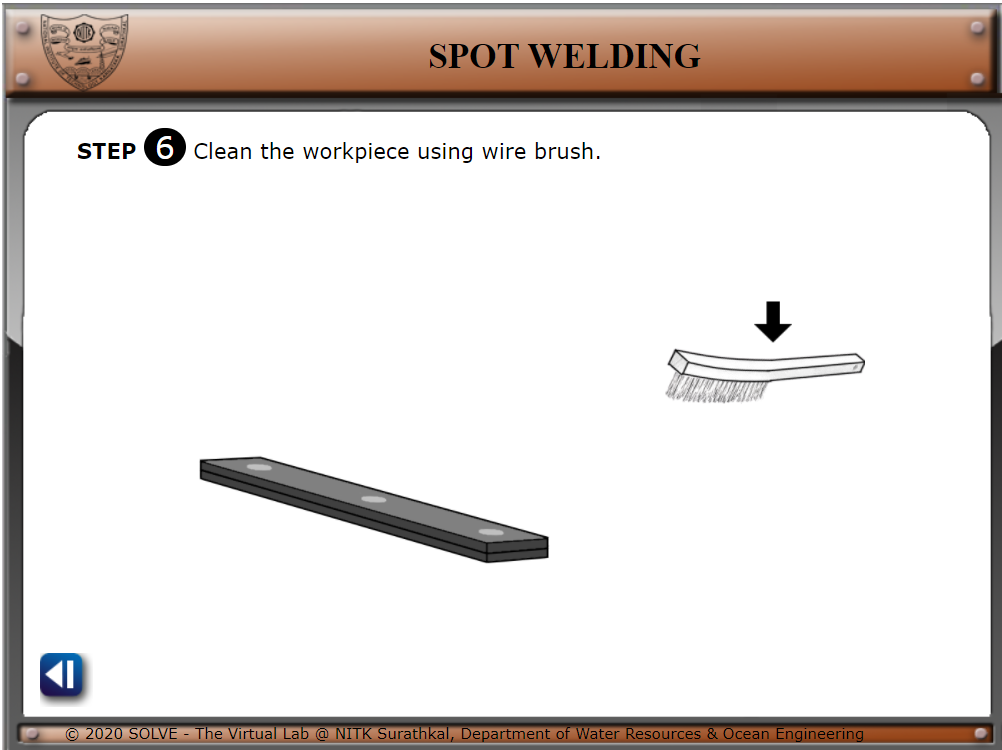 SPOT WELDING
STEP 6 Clean the workpiece using wire brush.
© 2020 SOLVE - The Virtual Lab @ NITK Surathkal, Department of Water Resources & Ocean Engineering